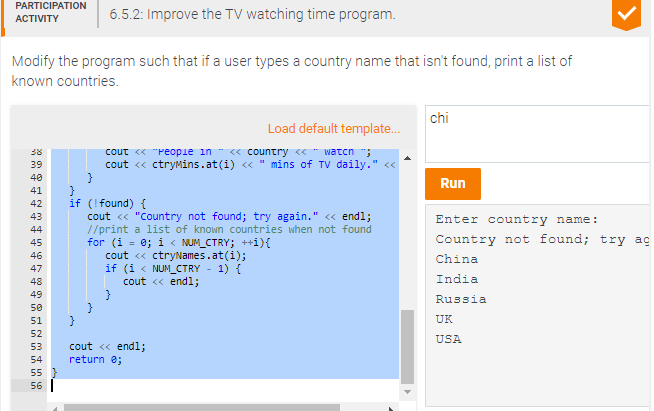 PARTICIPATION
ACTIVITY
6.5.2: Improve the TV watching time program.
Modify the program such that if a user types a country name that isn't found, print a list of
known countries.
Load default template...
38 cout << "People in " << country << " watch ";
39 cout << ctryMins.at(i) << " mins of TV daily." <<
40 }
41 }
42 if (!found) {
43 cout << "Country not found; try again." << endl;
44 //print a list of known countries when not found
45 for (i = 0; i < NUM_CTRY; ++i){
46 cout << ctryNames.at(i);
47 if (i < NUM_CTRY - 1) {
48 cout << endl;
49 }
50 }
51 }
52
53 cout << endl;
54 return 0;
55 }
56
chi
Run
Enter country name:
Country not found; try ag
China
India
Russia
UK
USA